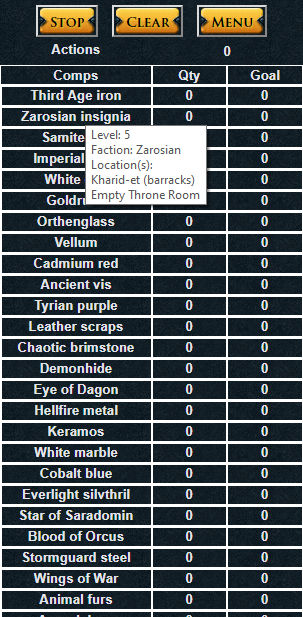 STOP CLEAR MENU
Actions 0
Comps Qty Goal
Third Age iron 0 0
Zarosian insignia 0 0
Samite 0
Level: 5
Faction: Zarosian
Location(s):
Kharid-et (barracks)
Empty Throne Room
Imperial 0
White 0
Goldru 0
Orthenglass 0 0
Vellum 0 0
Cadmium red 0 0
Ancient vis 0 0
Tyrian purple 0 0
Leather scraps 0 0
Chaotic brimstone 0 0
Demonhide 0 0
Eye of Dagon 0 0
Hellfire metal 0 0
Keramos 0 0
White marble 0 0
Cobalt blue 0 0
Everlight silvthril 0 0
Star of Saradomin 0 0
Blood of Orcus 0 0
Stormguard steel 0 0
Wings of War 0 0
Animal furs 0 0